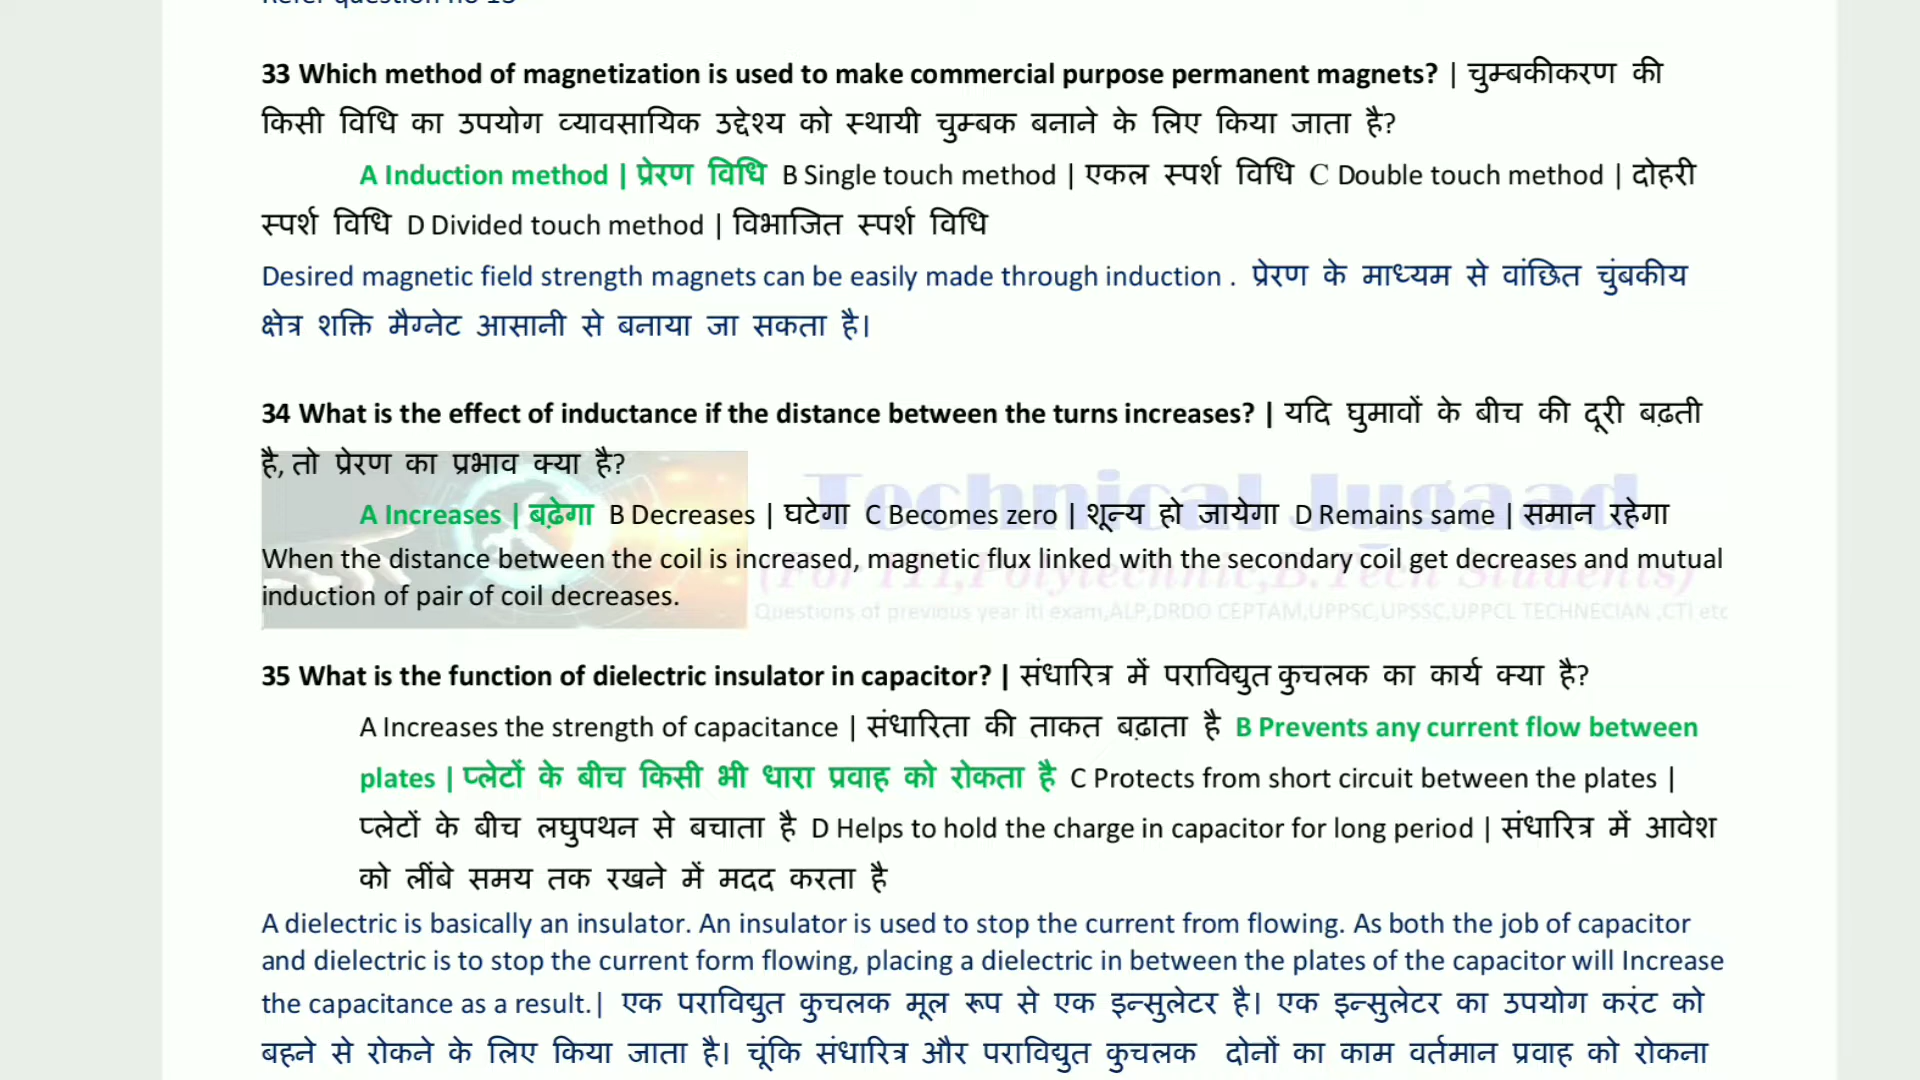 33 Which method of magnetization is used to make commercial purpose permanent magnets? | चुम्बकीकरण की
किसी विधि का उपयोग व्यावसायिक उद्देश्य को स्थायी चुम्बक बनाने के लिए किया जाता है?
A Induction method | प्रेरण विधि B Single touch method | एकल स्पर्श विधि C Double touch method | दोहरी
स्पर्श विधि D Divided touch method | विभाजित स्पर्श विधि
Desired magnetic field strength magnets can be easily made through induction . प्रेरण के माध्यम से वांछित चुंबकीय
क्षेत्र शक्ति मैग्नेट आसानी से बनाया जा सकता है।
34 What is the effect of inductance if the distance between the turns increases? | यदि घुमावों के बीच की दूरी बढ़ती
है, तो प्रेरण का प्रभाव क्या है?
Technical Jugaad
A Increases | बढ़ेगा B Decreases | घटेगा C Becomes zero | शून्य हो जायेगा D Remains same | समान रहेगा
When the distance between the coil is increased, magnetic flux linked with the secondary coil get decreases and mutual
(For ITI,Polytechnic,B.Tech Students)
induction of pair of coil decreases.
Questions of previous year iti exam,ALP,DRDO CEPTAM,UPPSC,UPSSC,UPPCL TECHNECIAN ,CTI etc
35 What is the function of dielectric insulator in capacitor? | संधारित्र में पराविद्युत कुचलक का कार्य क्या है?
A Increases the strength of capacitance | संधारिता की ताकत बढ़ाता है B Prevents any current flow between
plates | प्लेटों के बीच किसी भी धारा प्रवाह को रोकता है C Protects from short circuit between the plates |
प्लेटों के बीच लघुपथन से बचाता है D Helps to hold the charge in capacitor for long period | संधारित्र में आवेश
को लींबे समय तक रखने में मदद करता है
A dielectric is basically an insulator. An insulator is used to stop the current from flowing. As both the job of capacitor
and dielectric is to stop the current form flowing, placing a dielectric in between the plates of the capacitor will Increase
the capacitance as a result.| एक पराविद्युत कुचलक मूल रूप से एक इन्सुलेटर है। एक इन्सुलेटर का उपयोग करंट को
बहने से रोकने के लिए किया जाता है। चूंकि संधारित्र और पराविद्युत कुचलक दोनों का काम वर्तमान प्रवाह को रोकना